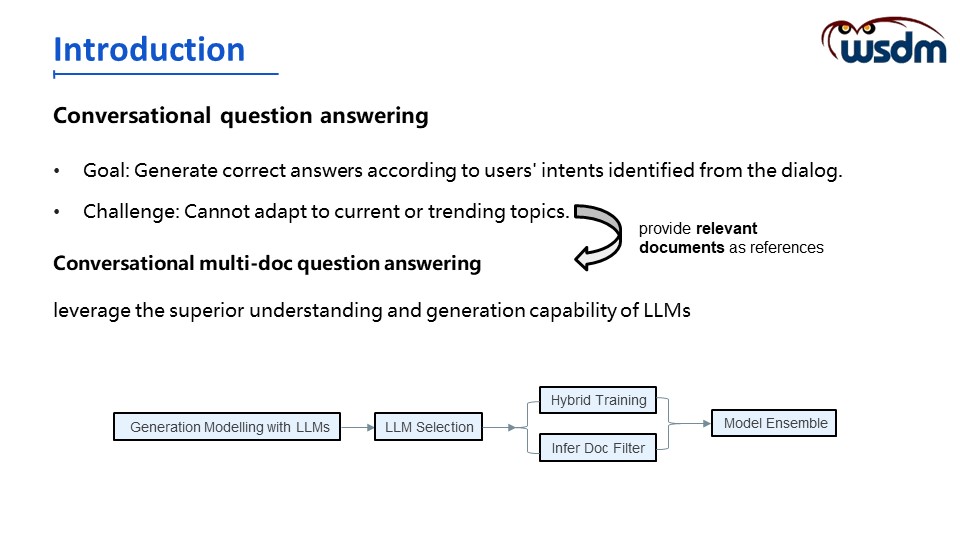 Introduction
wsdm
Conversational question answering
• Goal: Generate correct answers according to users' intents identified from the dialog.
• Challenge: Cannot adapt to current or trending topics.
provide relevant
documents as references
Conversational multi-doc question answering
leverage the superior understanding and generation capability of LLMs
Generation Modelling with LLMs
LLM Selection
Hybrid Training
Infer Doc Filter
Model Ensemble